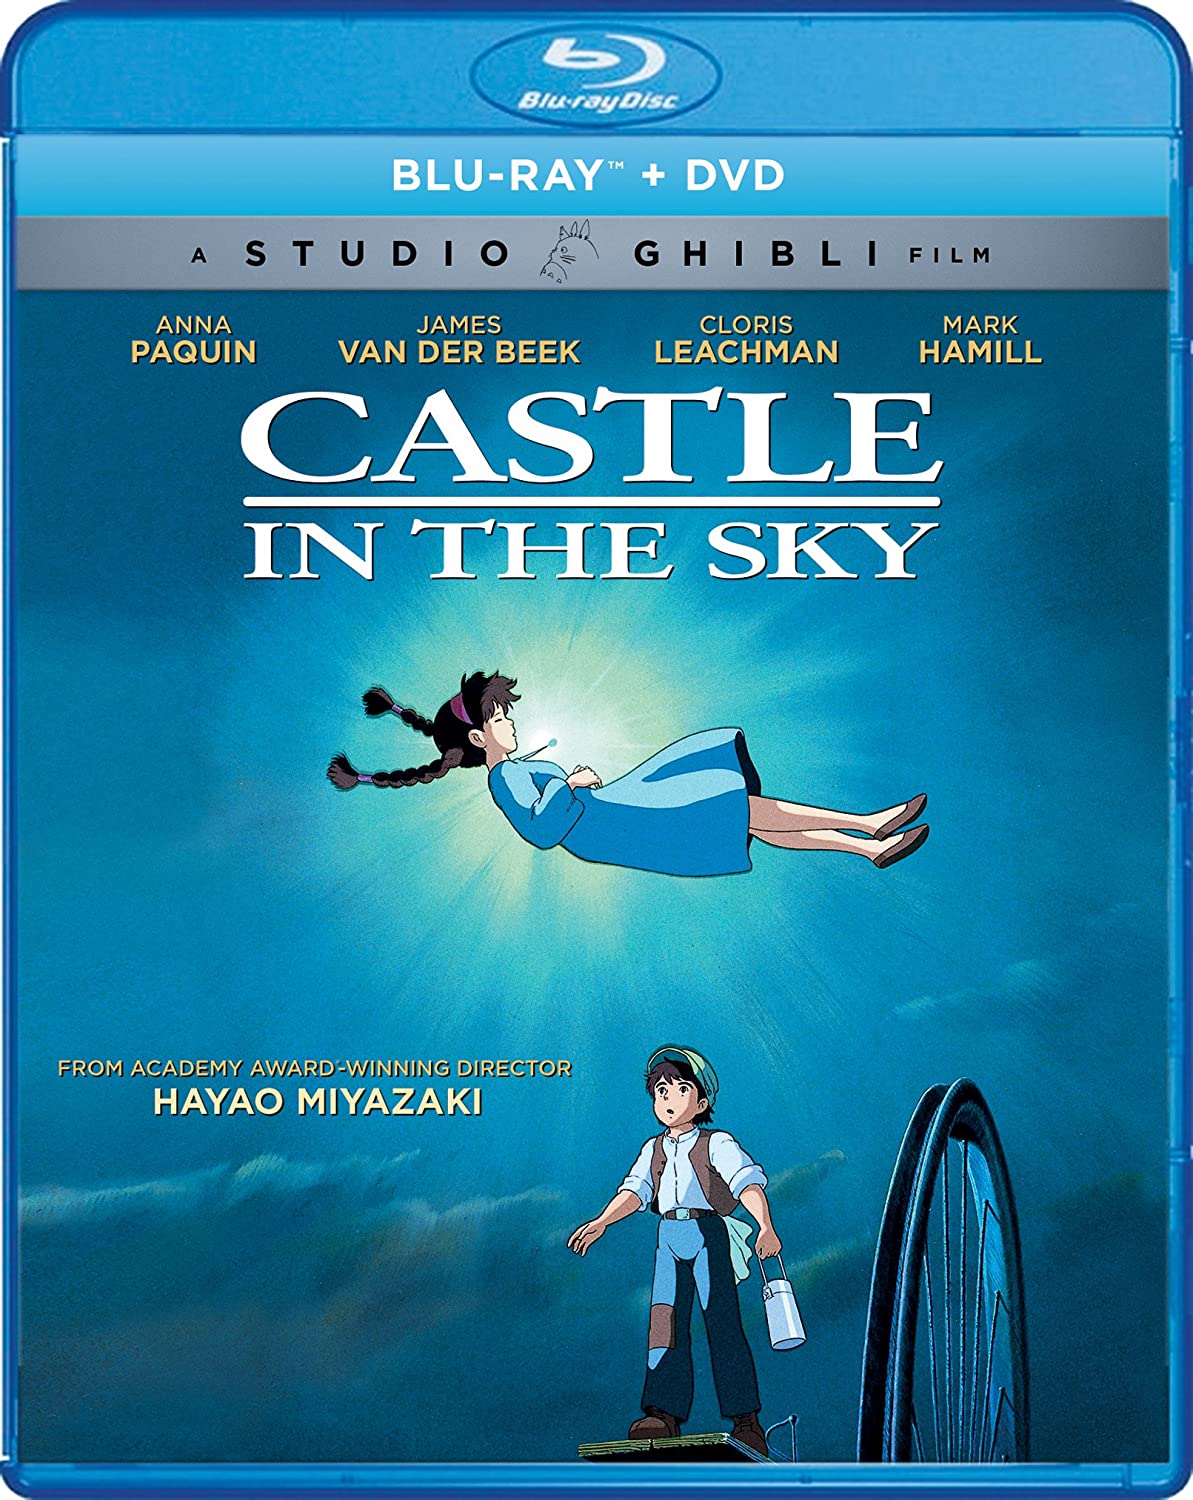 Blu-ray Disc
BLU-RAY™ + DVD
A STUDIO GHIBLI FILM
ANNA PAQUIN
JAMES VAN DER BEEK
CLORIS LEACHMAN
MARK HAMILL
CASTLE
IN THE SKY
FROM ACADEMY AWARD®-WINNING DIRECTOR
HAYAO MIYAZAKI